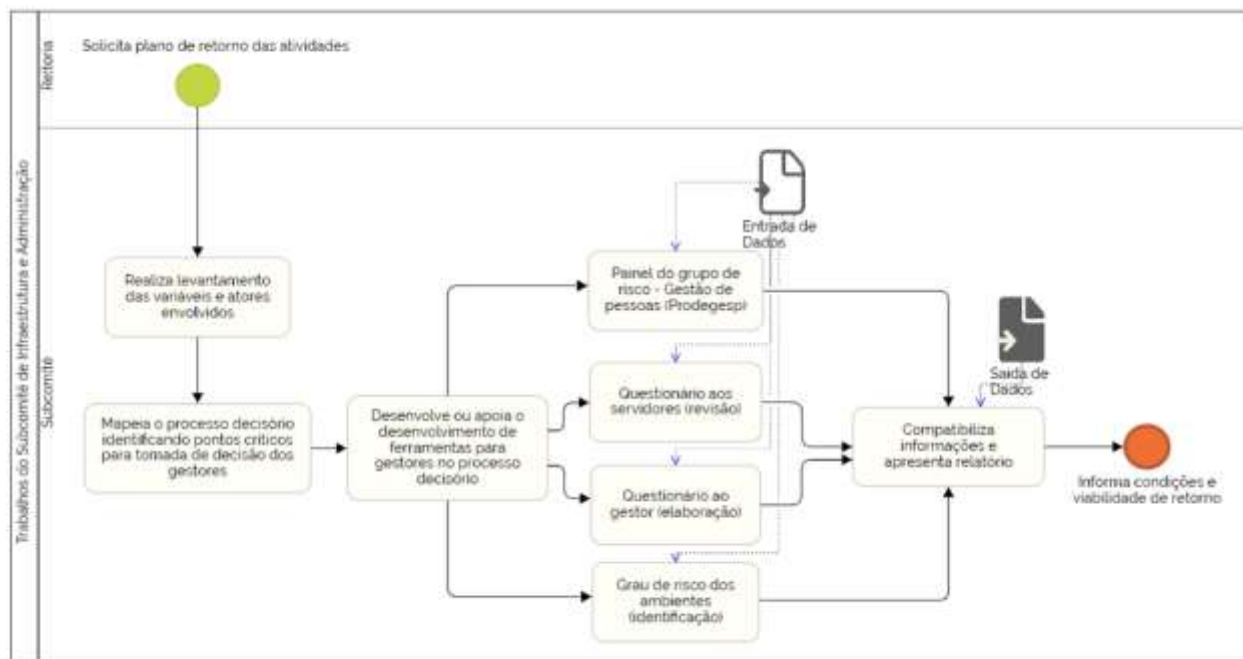 Trabalhos do Subcomitê de Infraestrutura e Administração
Reitoria
Solicita plano de retorno das atividades
Subcomitê
Realiza levantamento
das variáveis e atores
envolvidos
Mapeia o processo decisório
identificando pontos críticos
para tomada de decisão dos
gestores
Desenvolve ou apoia o
desenvolvimento de
ferramentas para
gestores no processo
decisório
Entrada de
Dados
Painel do grupo de
risco - Gestão de
pessoas (Prodegesp)
Questionário aos
servidores (revisão)
Questionário ao
gestor (elaboração)
Grau de risco dos
ambientes
(identificação)
Saída de
Dados
Compatibiliza
informações e
apresenta relatório
Informa condições e
viabilidade de retorno